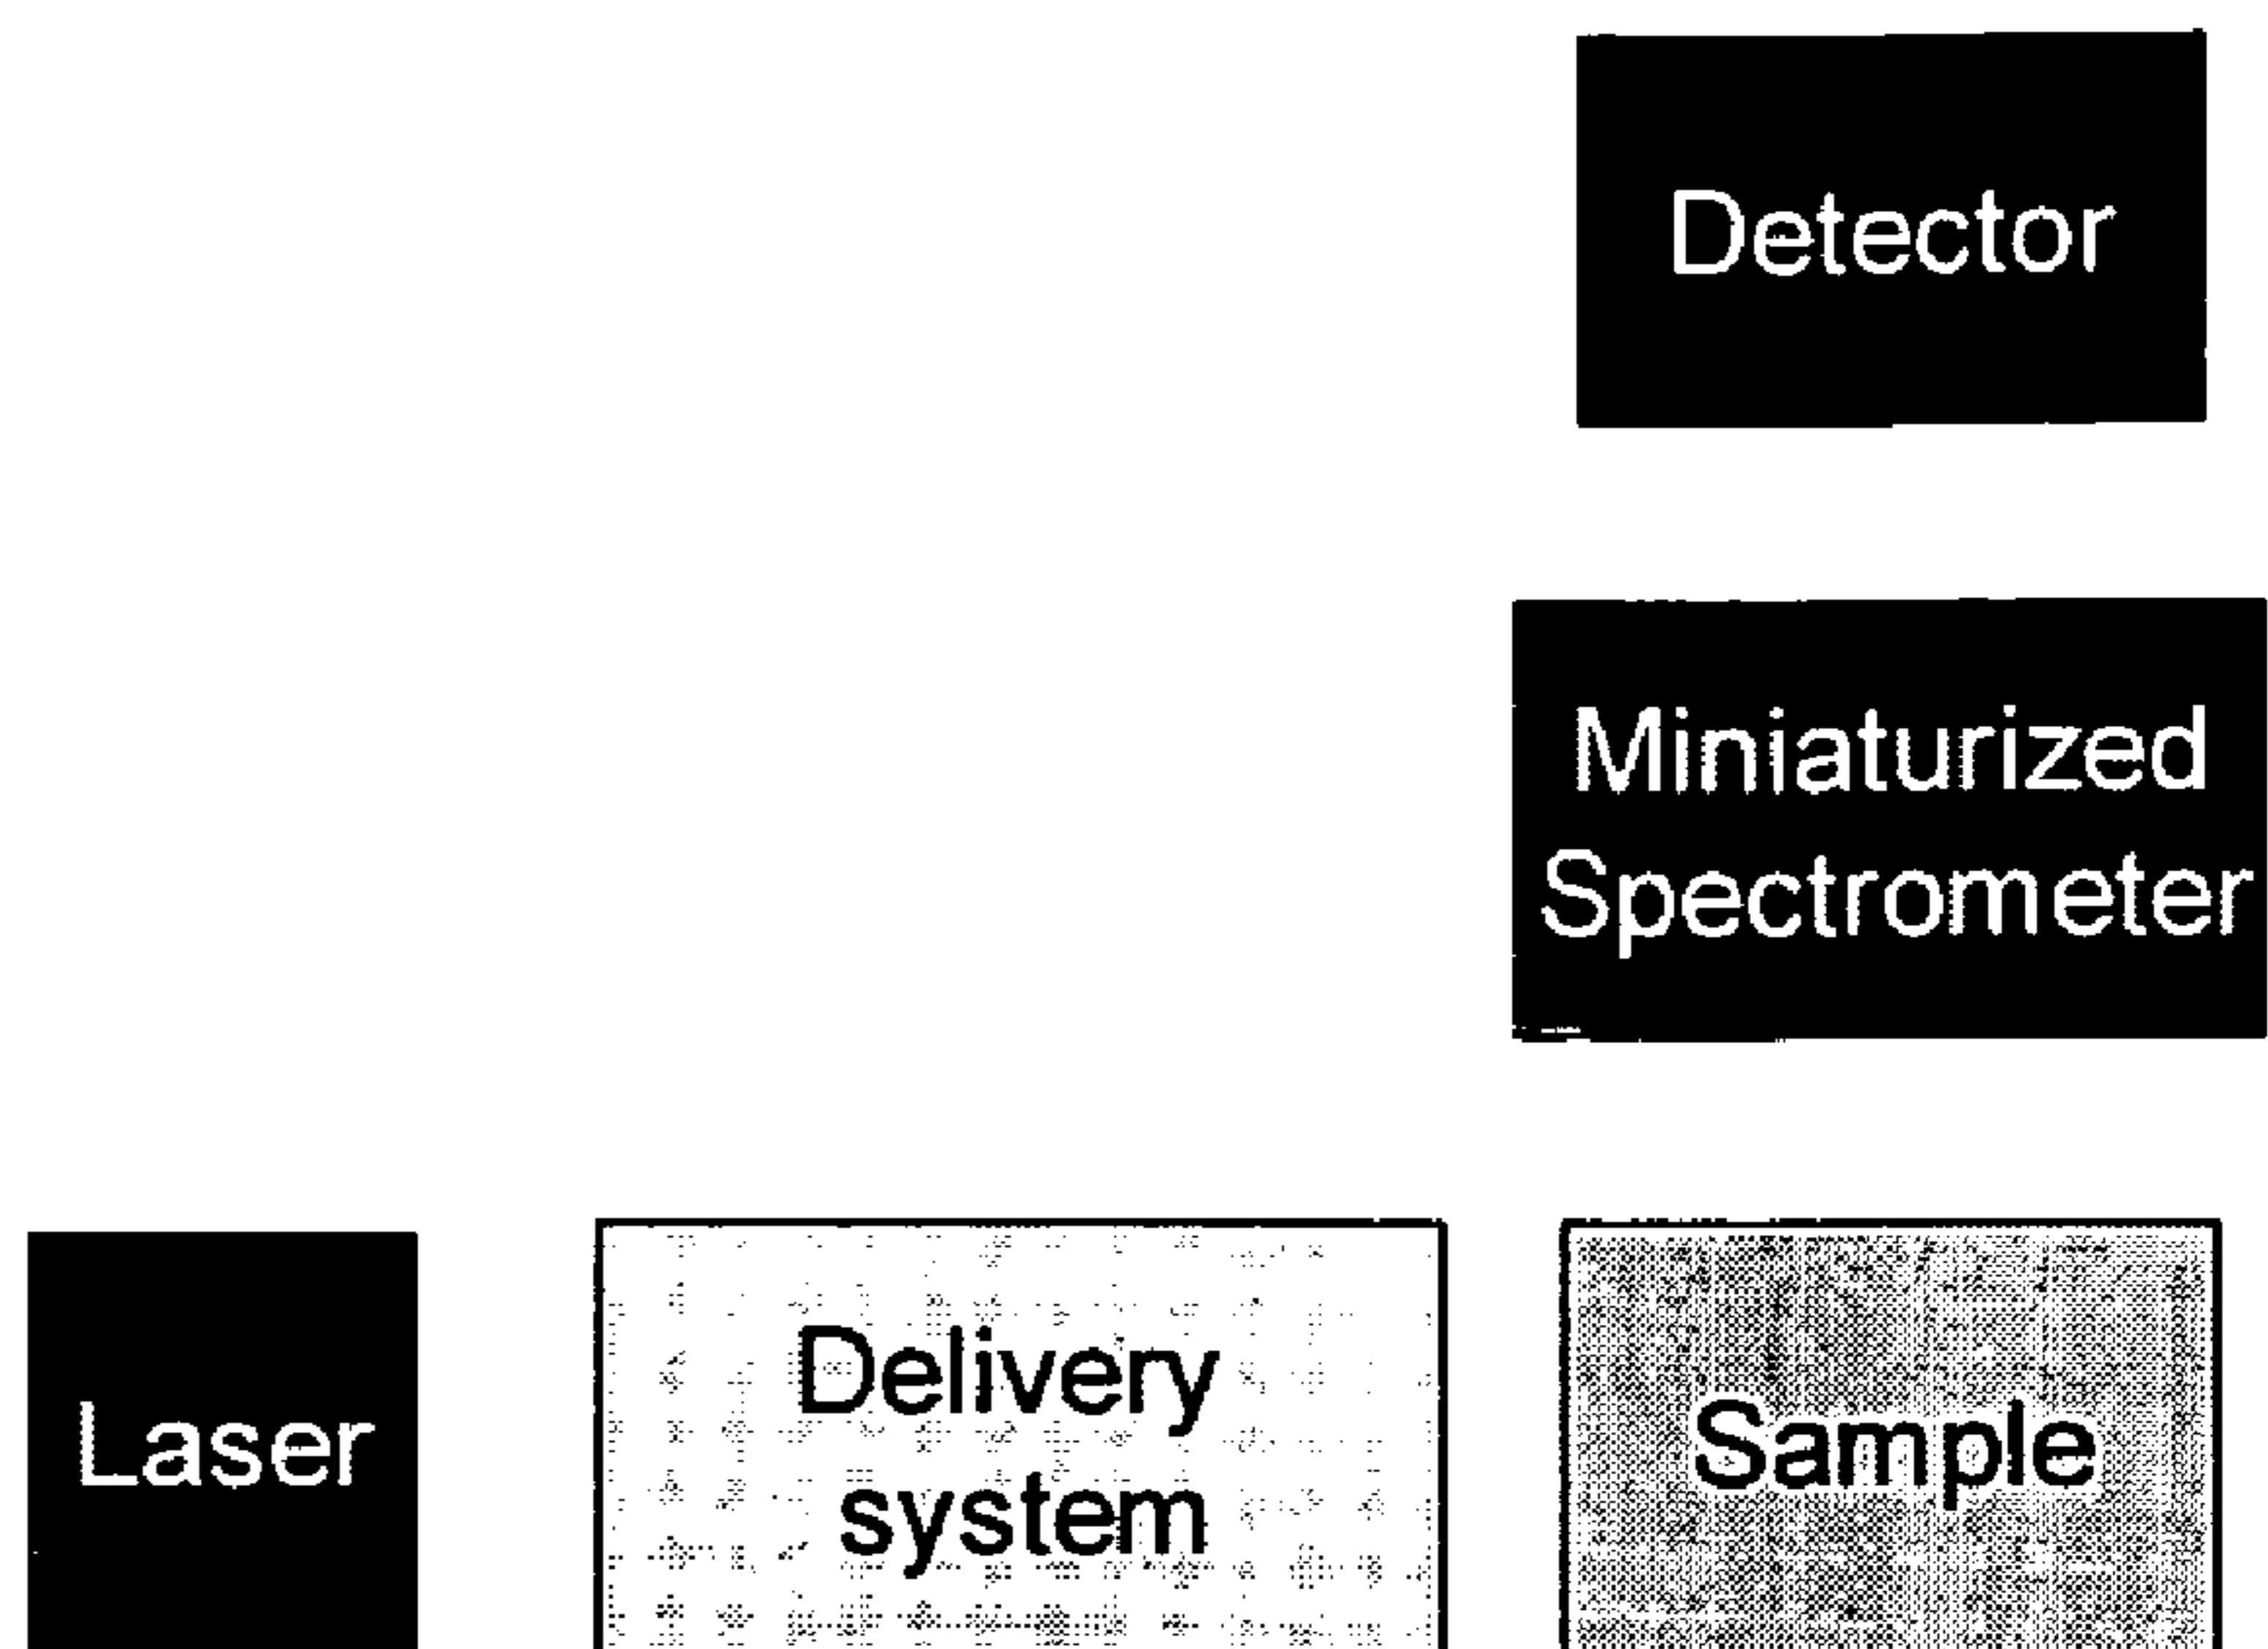 Detector
Miniaturized
Spectrometer
Laser
Delivery
system
Sample